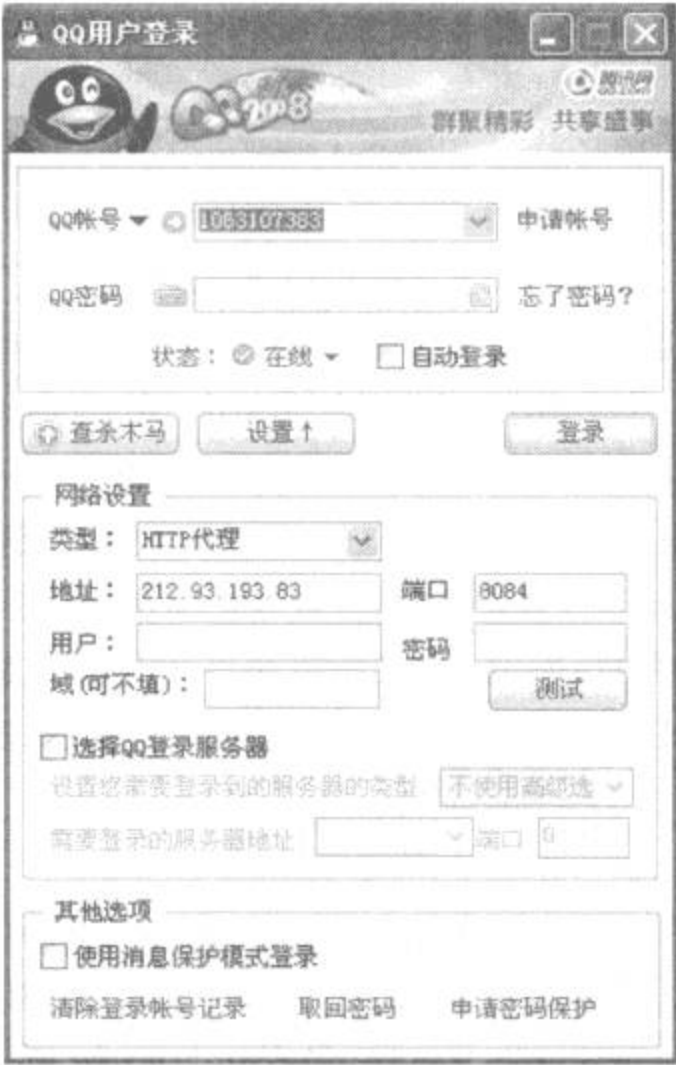 QQ用户登录
腾讯网
QQ2008
群聚精彩 共享盛事
QQ帐号 1063107383 申请帐号
QQ密码 忘了密码?
状态: 在线 自动登录
查杀木马 设置↑ 登录
网络设置
类型: HTTP代理
地址: 212.93.193.83 端口 8084
用户: 密码
域(可不填): 测试
选择QQ登录服务器
设置您需要登录到的服务器的类型 不使用高级选
需要登录的服务器地址 端口 0
其他选项
使用消息保护模式登录
清除登录帐号记录 取回密码 申请密码保护